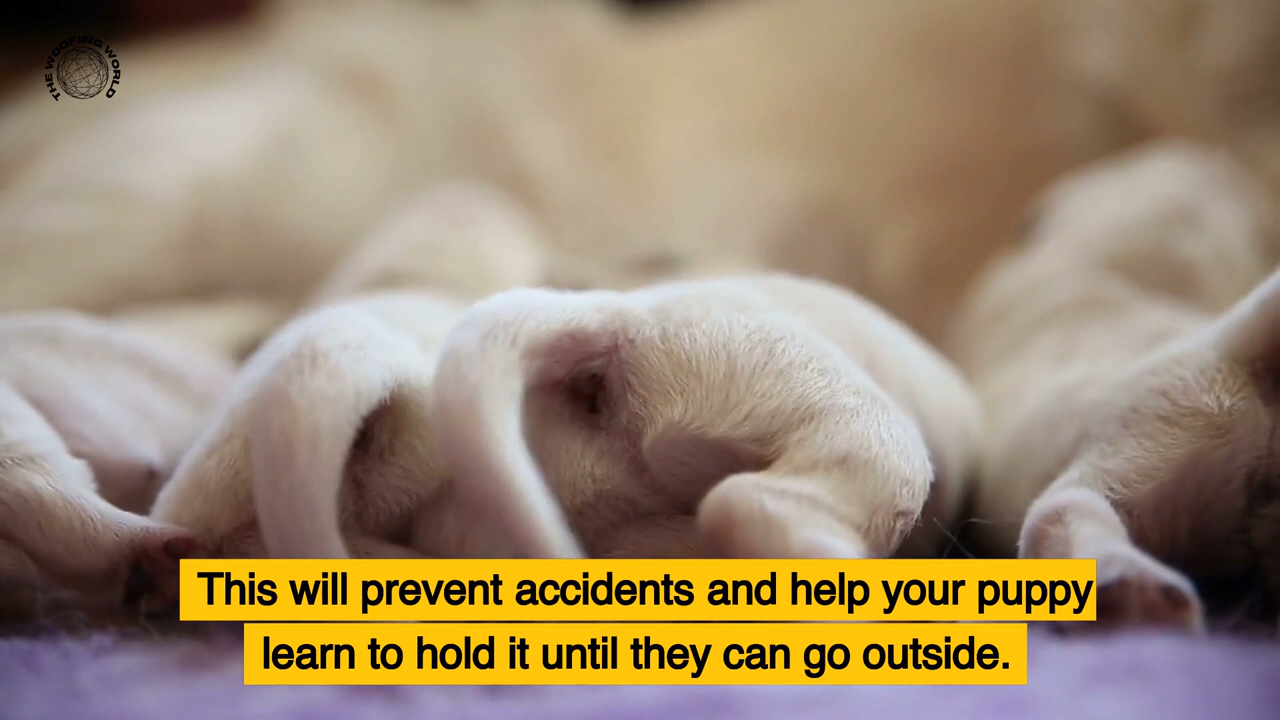 THE WOOFING WORLD
This will prevent accidents and help your puppy
learn to hold it until they can go outside.